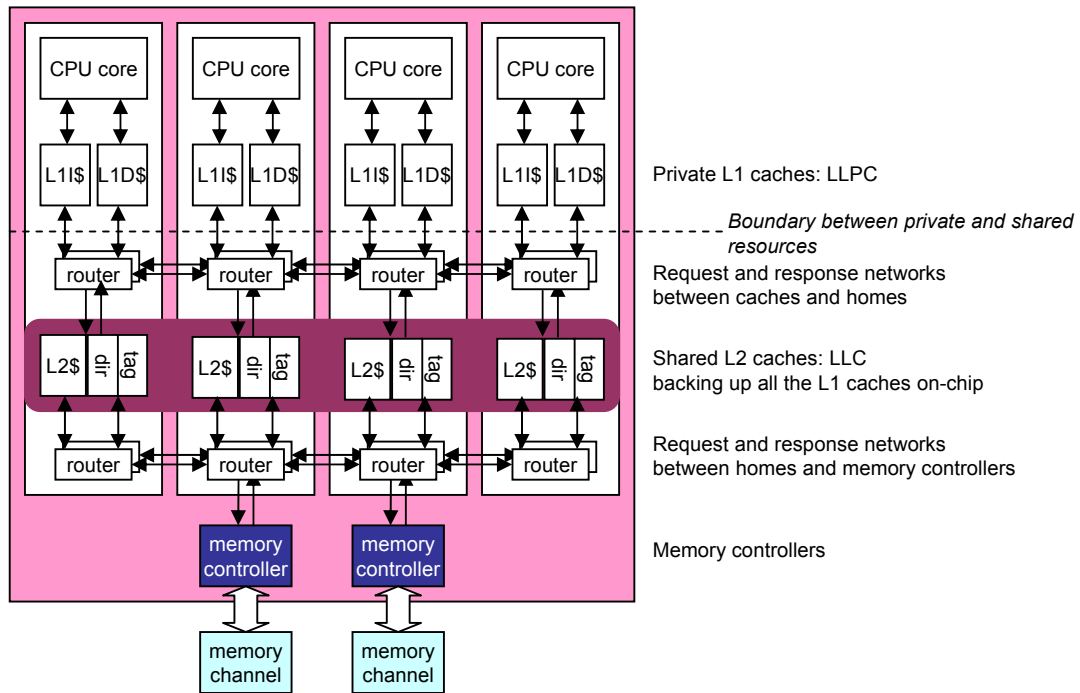 CPU core
CPU core
CPU core
CPU core
L1I$
L1D$
L1I$
L1D$
L1I$
L1D$
L1I$
L1D$
Private L1 caches: LLPC
Boundary between private and shared
resources
router
router
router
router
Request and response networks
between caches and homes
L2$
dir
tag
L2$
dir
tag
L2$
dir
tag
L2$
dir
tag
Shared L2 caches: LLC
backing up all the L1 caches on-chip
router
router
router
router
Request and response networks
between homes and memory controllers
memory
controller
memory
controller
Memory controllers
memory
channel
memory
channel